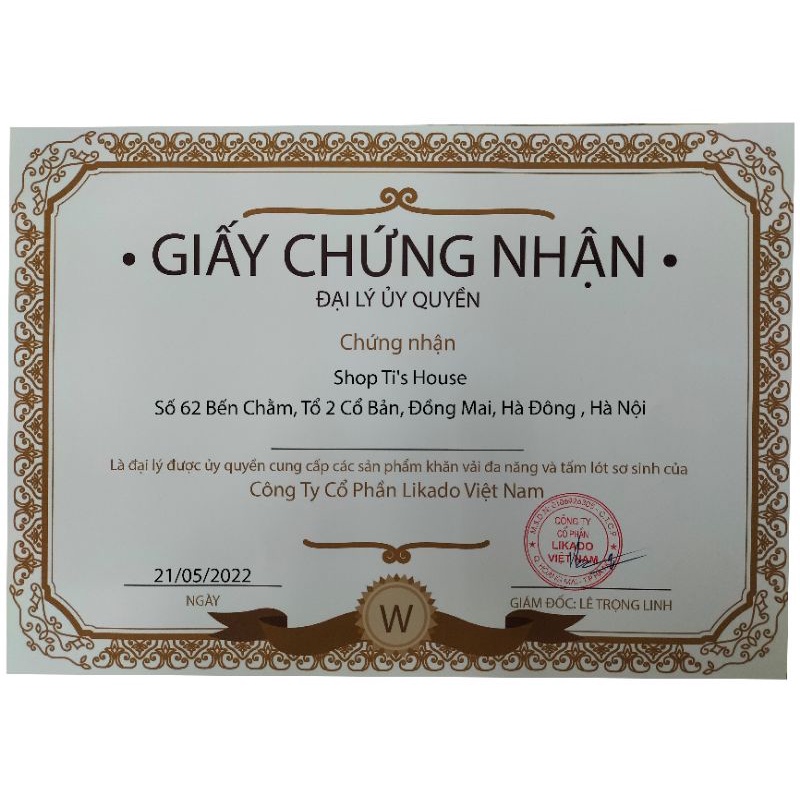 • GIẤY CHỨNG NHẬN •
ĐẠI LÝ ỦY QUYỀN
Chứng nhận
Shop Ti's House
Số 62 Bến Chằm, Tổ 2 Cổ Bản, Đồng Mai, Hà Đông , Hà Nội
Là đại lý được ủy quyền cung cấp các sản phẩm khăn vải đa năng và tấm lót sơ sinh của
Công Ty Cổ Phần Likado Việt Nam
CÔNG TY
CỔ PHẦN
LIKADO
VIỆT NAM
21/05/2022
NGÀY
W
GIÁM ĐỐC: LÊ TRỌNG LINH